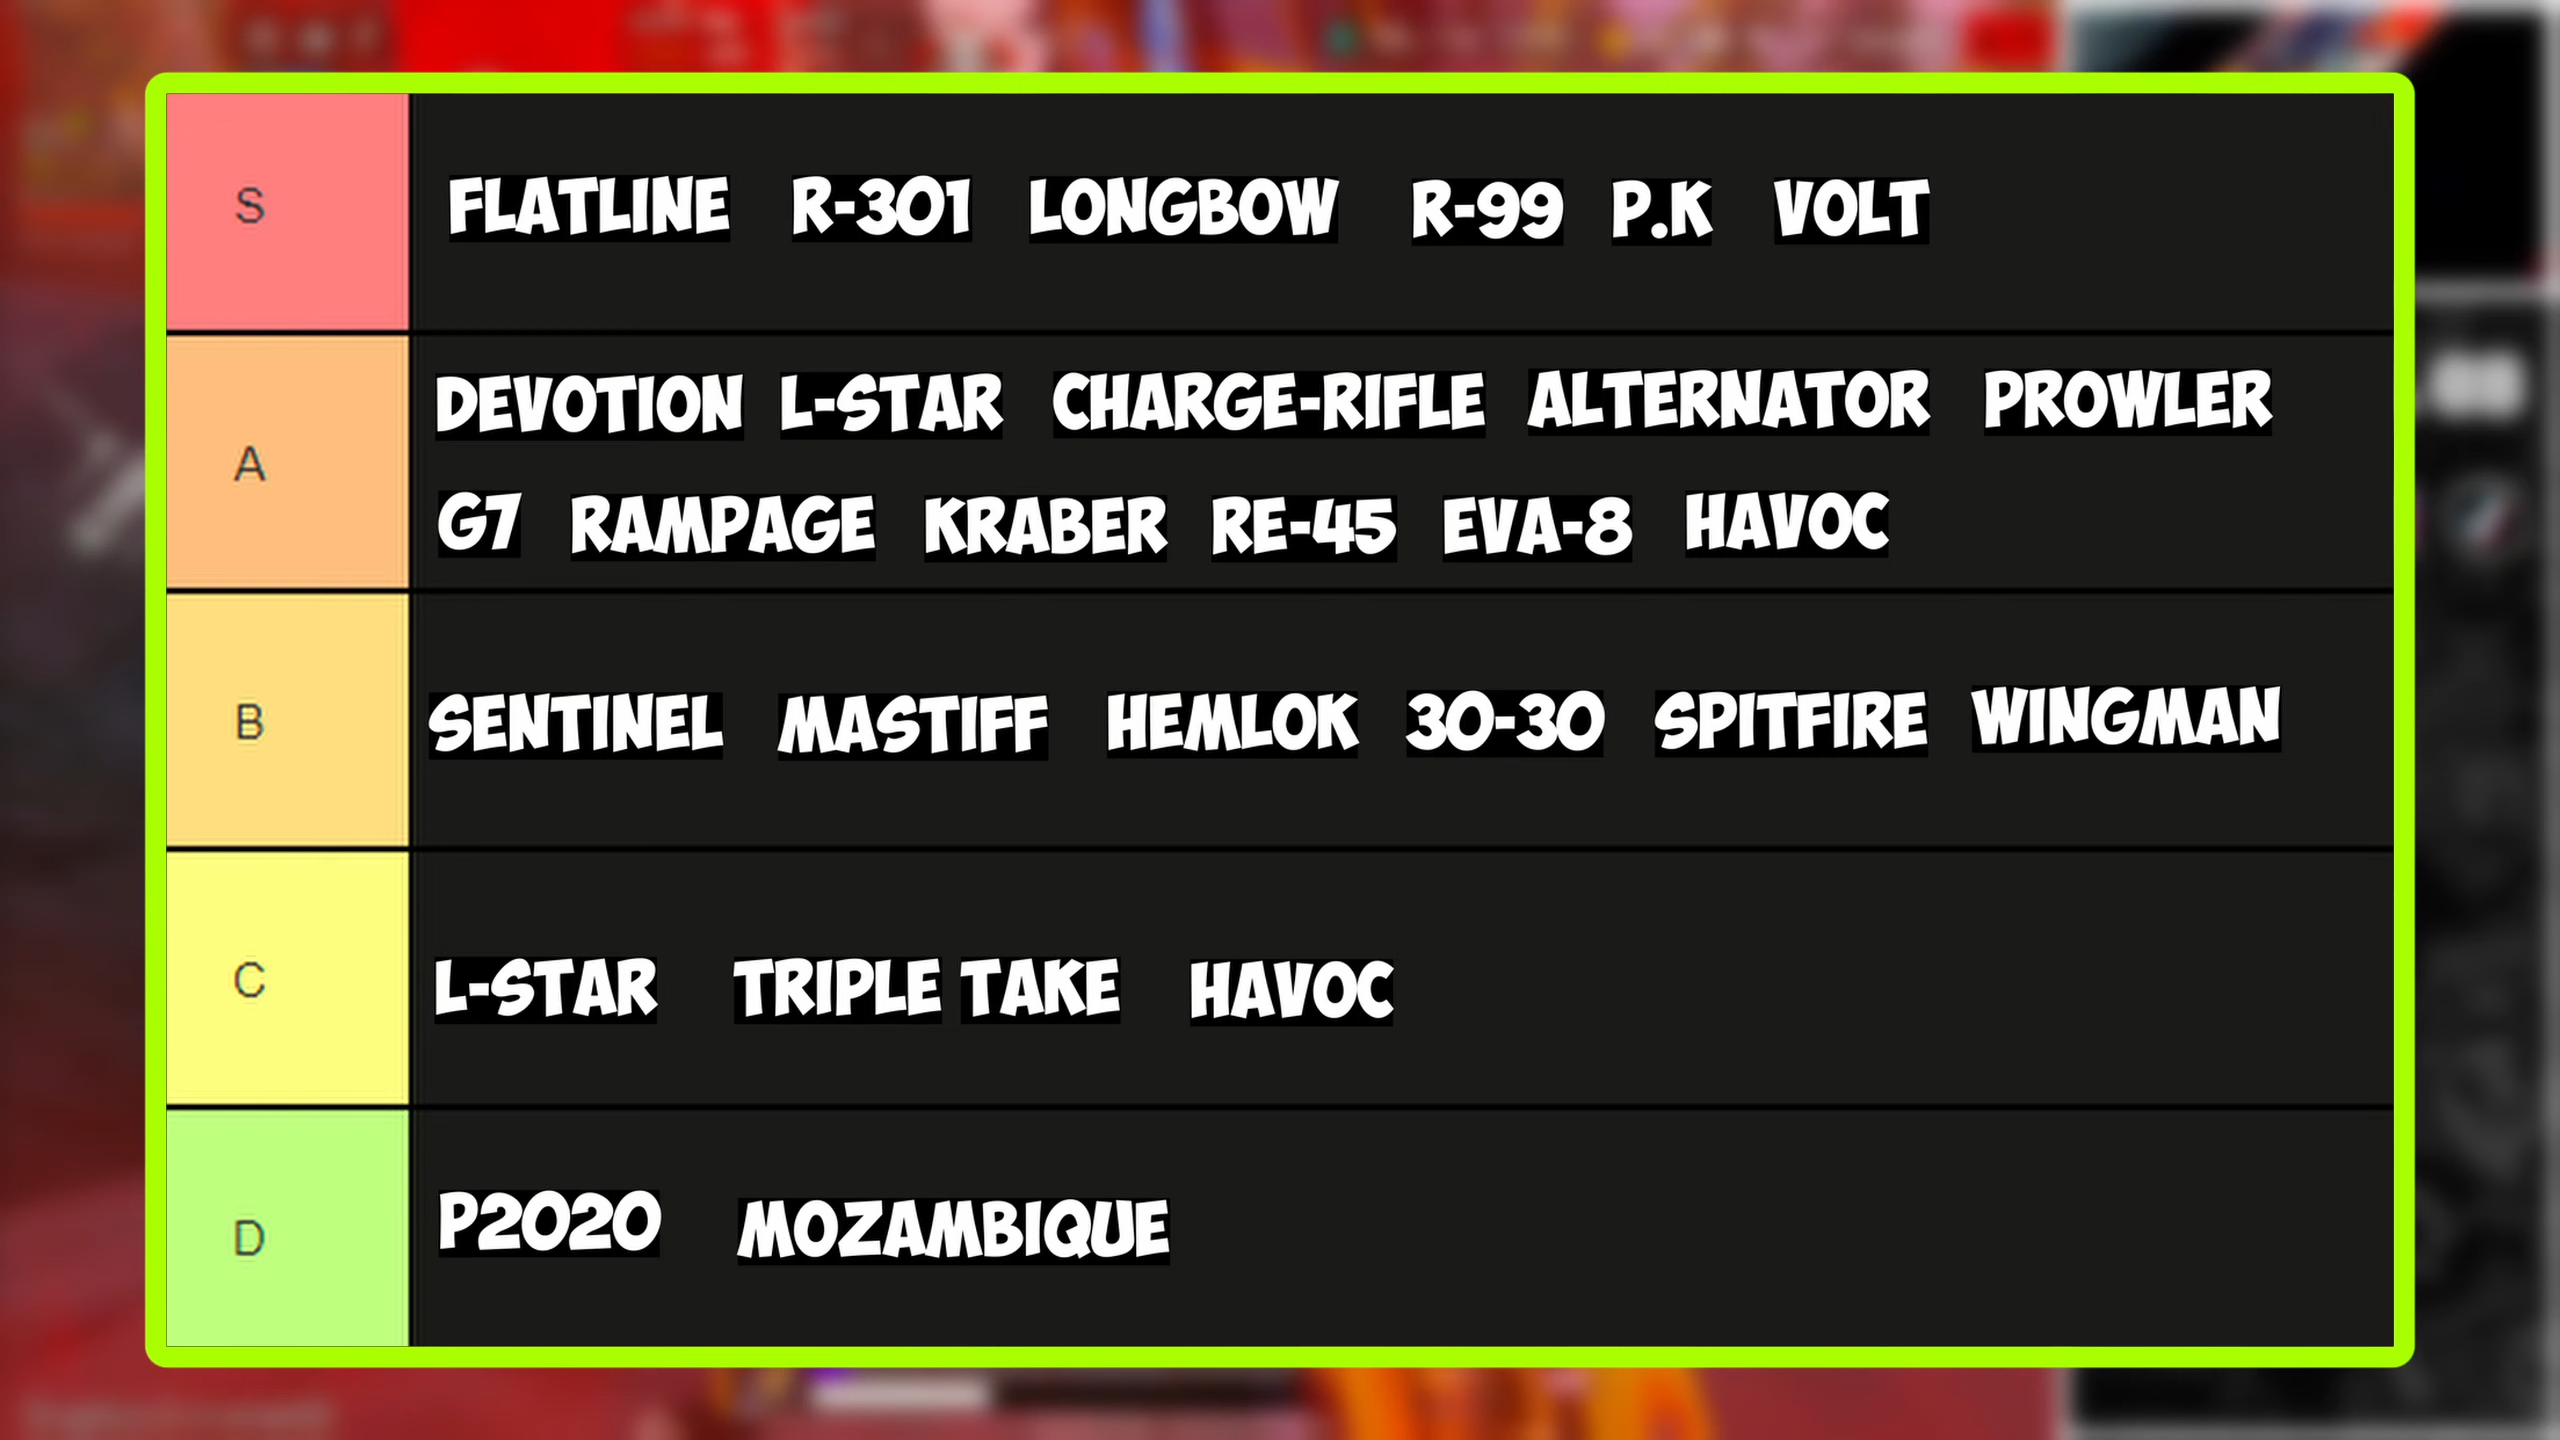 S
FLATLINE R-301 LONGBOW R-99 P.K VOLT
A
DEVOTION L-STAR CHARGE-RIFLE ALTERNATOR PROWLER
G7 RAMPAGE KRABER RE-45 EVA-8 HAVOC
B
SENTINEL MASTIFF HEMLOK 30-30 SPITFIRE WINGMAN
C
L-STAR TRIPLE TAKE HAVOC
D
P2020 MOZAMBIQUE